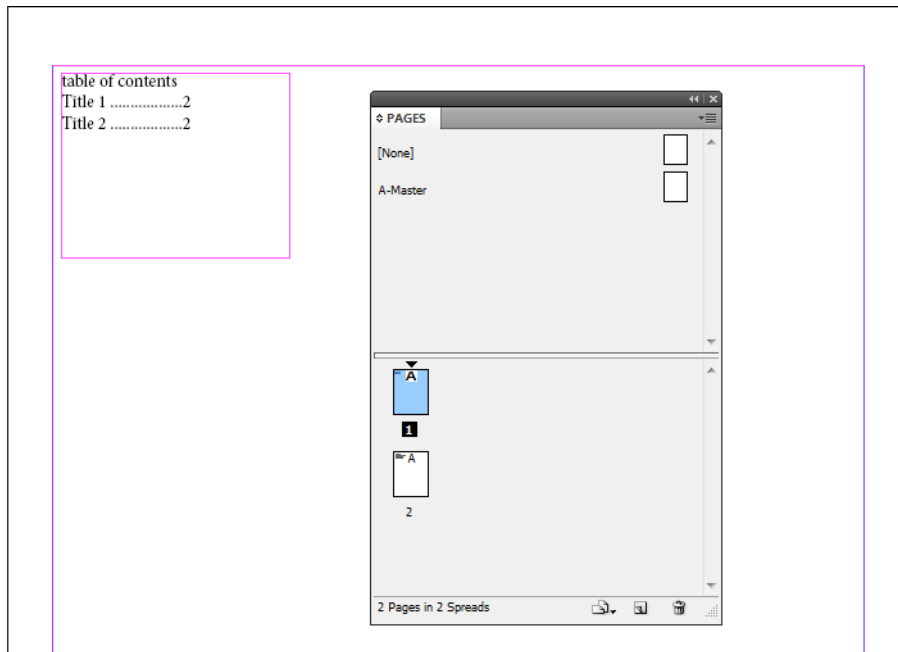 table of contents
Title 1 ..................2
Title 2 ..................2
PAGES
[None]
A-Master
A
1
A
2
2 Pages in 2 Spreads